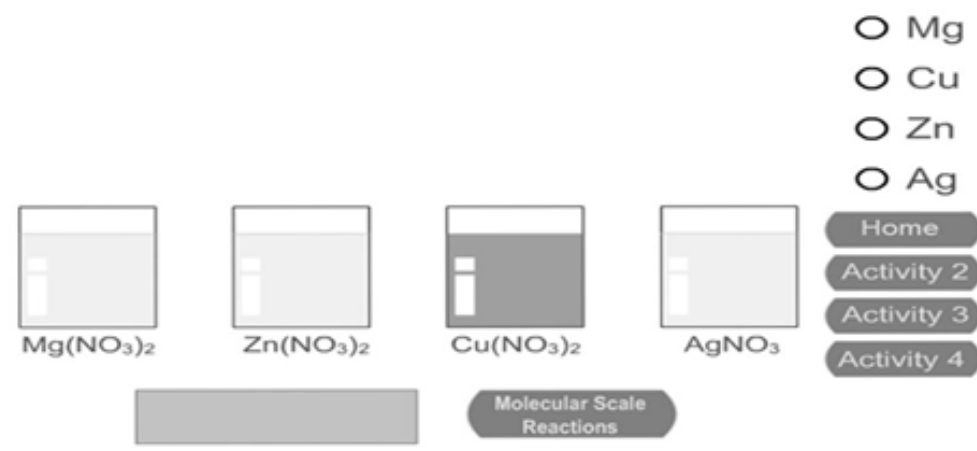 Mg
Cu
Zn
Ag
Home
Activity 2
Activity 3
Activity 4
Mg(NO₃)₂
Zn(NO₃)₂
Cu(NO₃)₂
AgNO₃
Molecular Scale
Reactions